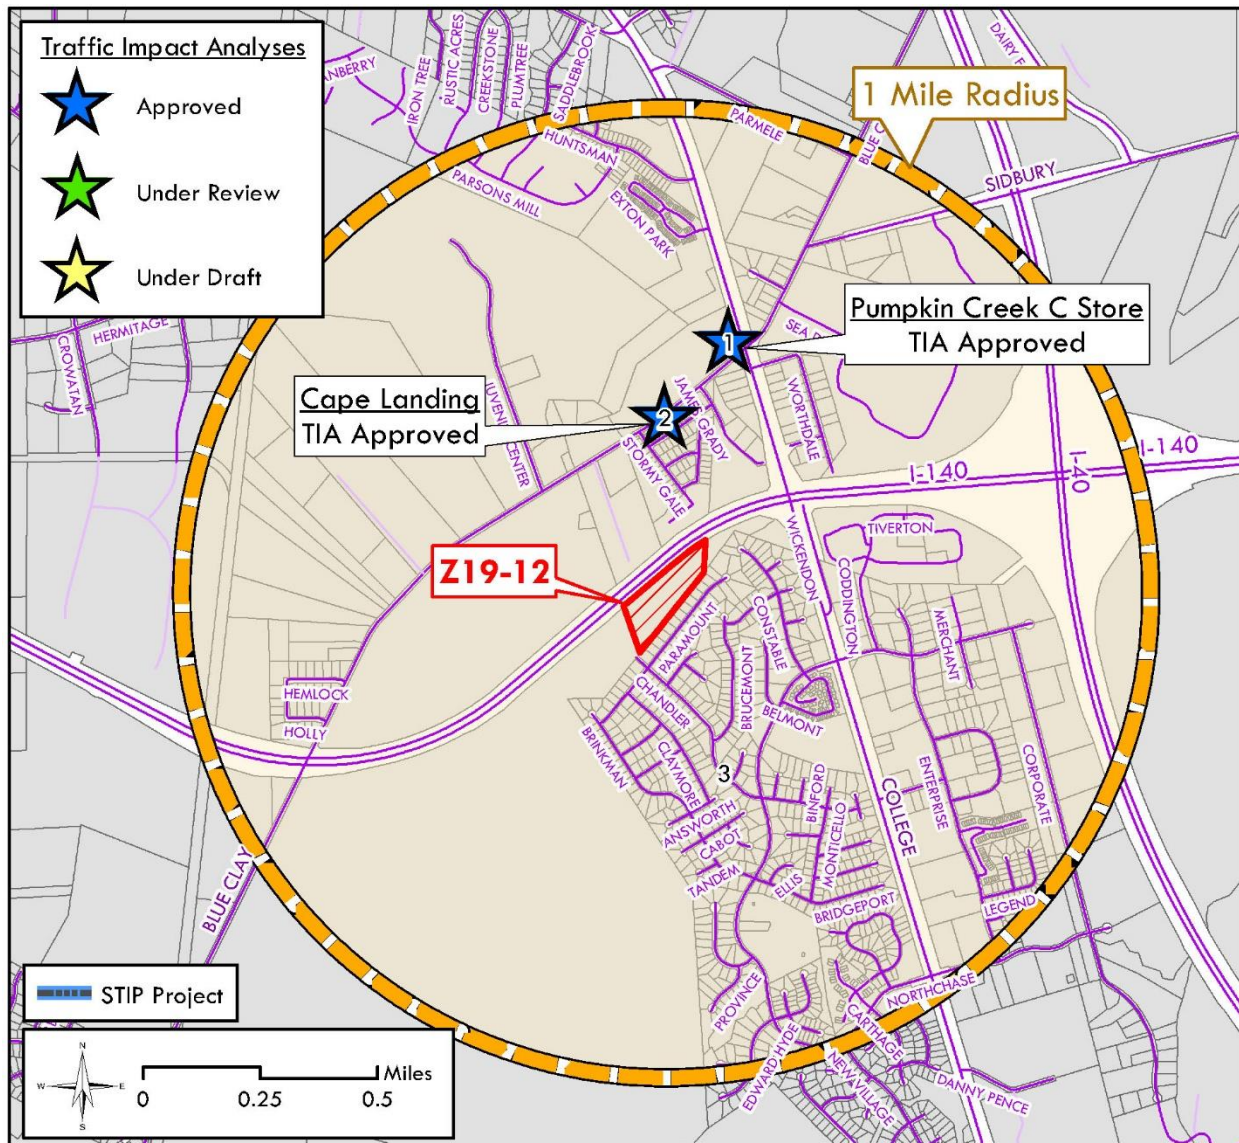 Traffic Impact Analyses
Approved
Under Review
Under Draft
1 Mile Radius
IRON TREE
RUSTIC ACRES
CREEKSTONE
PLUMTREE
SADDLEBROOK
PARMELE
SIDBURY
HUNTSMAN
PARSONS MILL
EXTON PARK
HERMITAGE
CROWATAN
Pumpkin Creek C Store
TIA Approved
1
Cape Landing
TIA Approved
2
JAMES GRADY
WORTHDALE
STORMY GALE
I-140
I-140
I-40
Z19-12
WICKENDON
TIVERTON
CODDINGTON
MERCHANT
PARAMOUNT
CONSTABLE
BRUCEMONT
CHANDLER
BELMONT
HEMLOCK
HOLLY
BRINKMAN
CLAYMORE
3
BINFORD
MONTICELLO
ENTERPRISE
CORPORATE
COLLEGE
ANSWORTH
CABOT
TANDEM
ELLIS
BRIDGEPORT
LEGEND
BLUE CLAY
PROVINCE
NORTHCHASE
CARTHAGE
EDWARD HYDE
NEW VILLAGE
DANNY PENCE
STIP Project
N
W
E
S
Miles
0
0.25
0.5